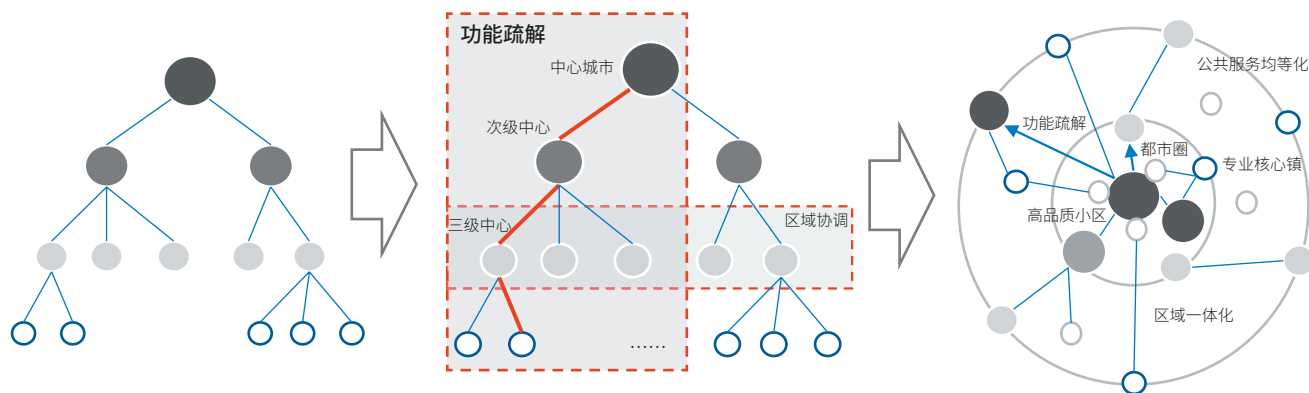 功能疏解
中心城市
次级中心
三级中心
区域协调
......
公共服务均等化
功能疏解
都市圈
专业核心镇
高品质小区
区域一体化